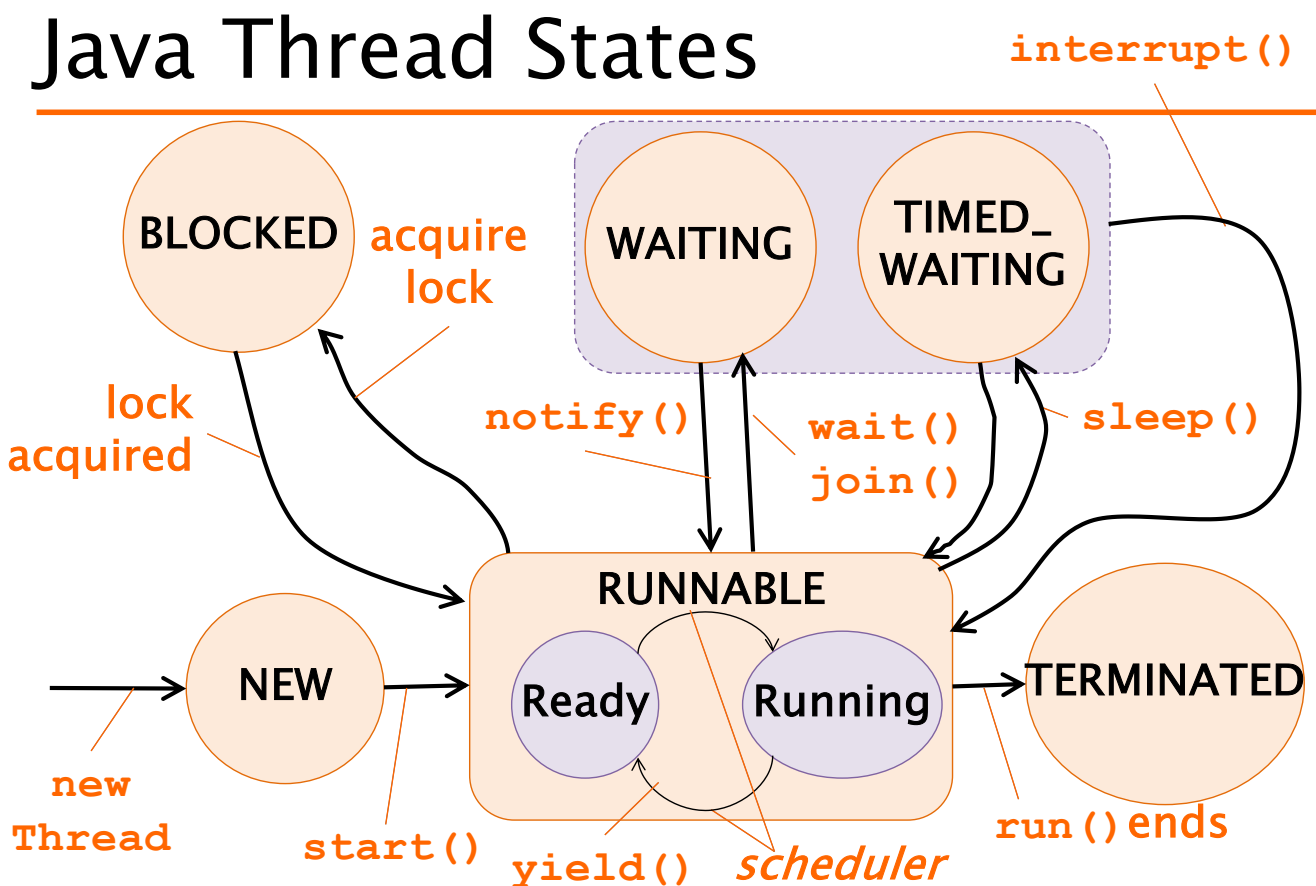 Java Thread States
interrupt()
BLOCKED
acquire
lock
WAITING
TIMED_
WAITING
lock
acquired
notify()
wait()
join()
sleep()
RUNNABLE
NEW
Ready
Running
TERMINATED
new
Thread
start()
yield()
scheduler
run() ends